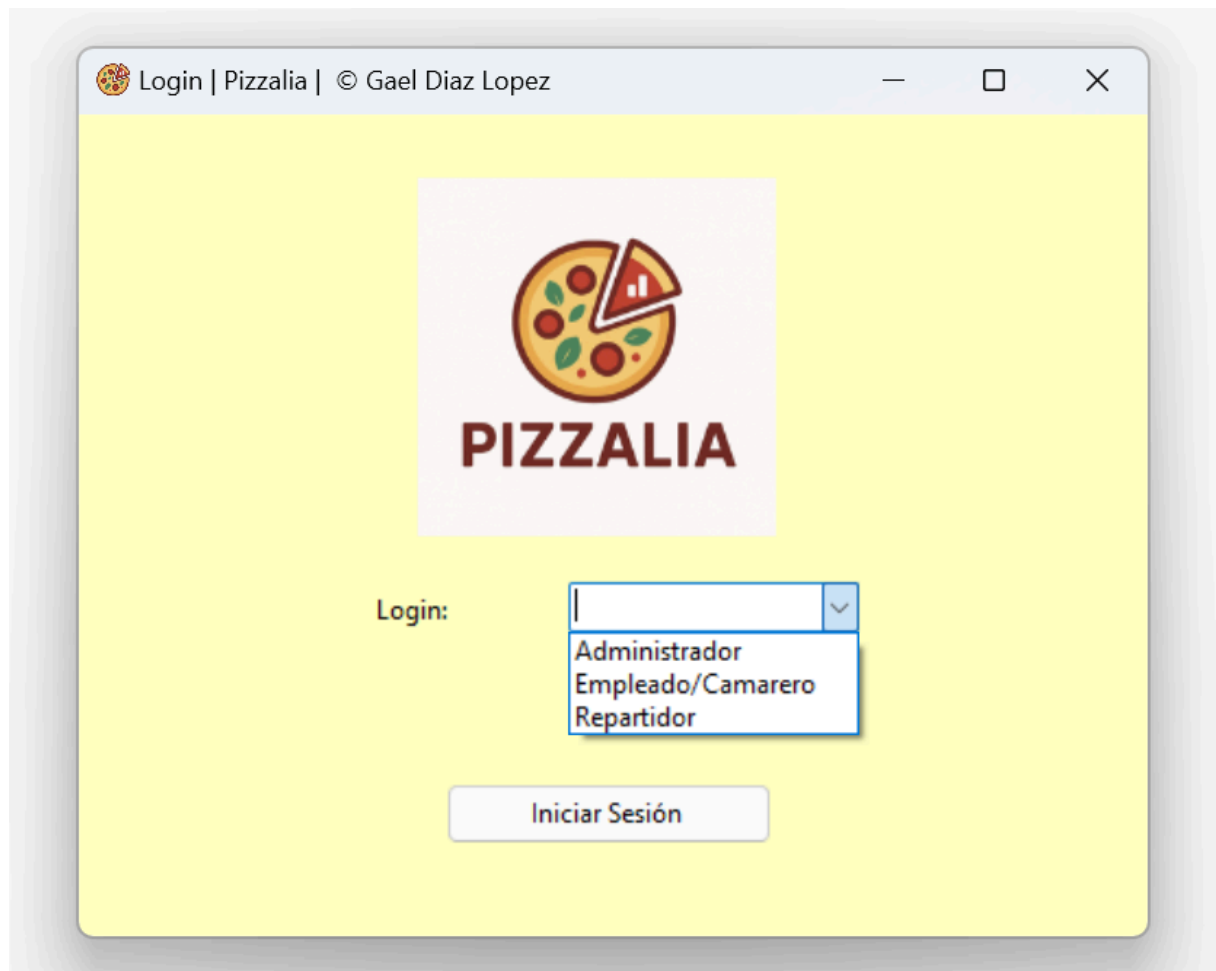 Login | Pizzalia | © Gael Diaz Lopez
PIZZALIA
Login:
Administrador
Empleado/Camarero
Repartidor
Iniciar Sesión